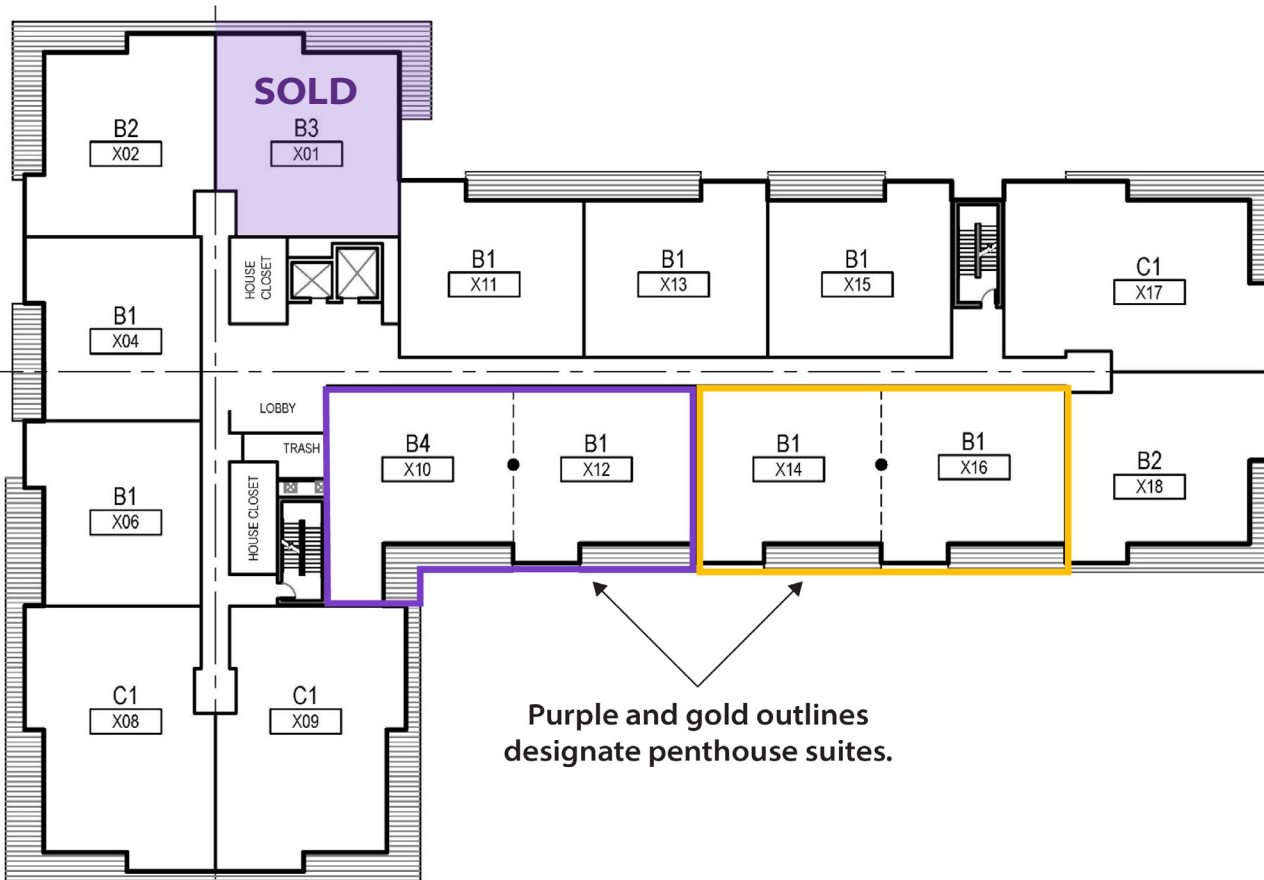 SOLD
B2
X02
B3
X01
HOUSE
CLOSET
B1
X11
B1
X13
B1
X15
C1
X17
B1
X04
LOBBY
TRASH
B4
X10
B1
X12
B1
X14
B1
X16
B2
X18
B1
X06
HOUSE CLOSET
C1
X08
C1
X09
Purple and gold outlines
designate penthouse suites.